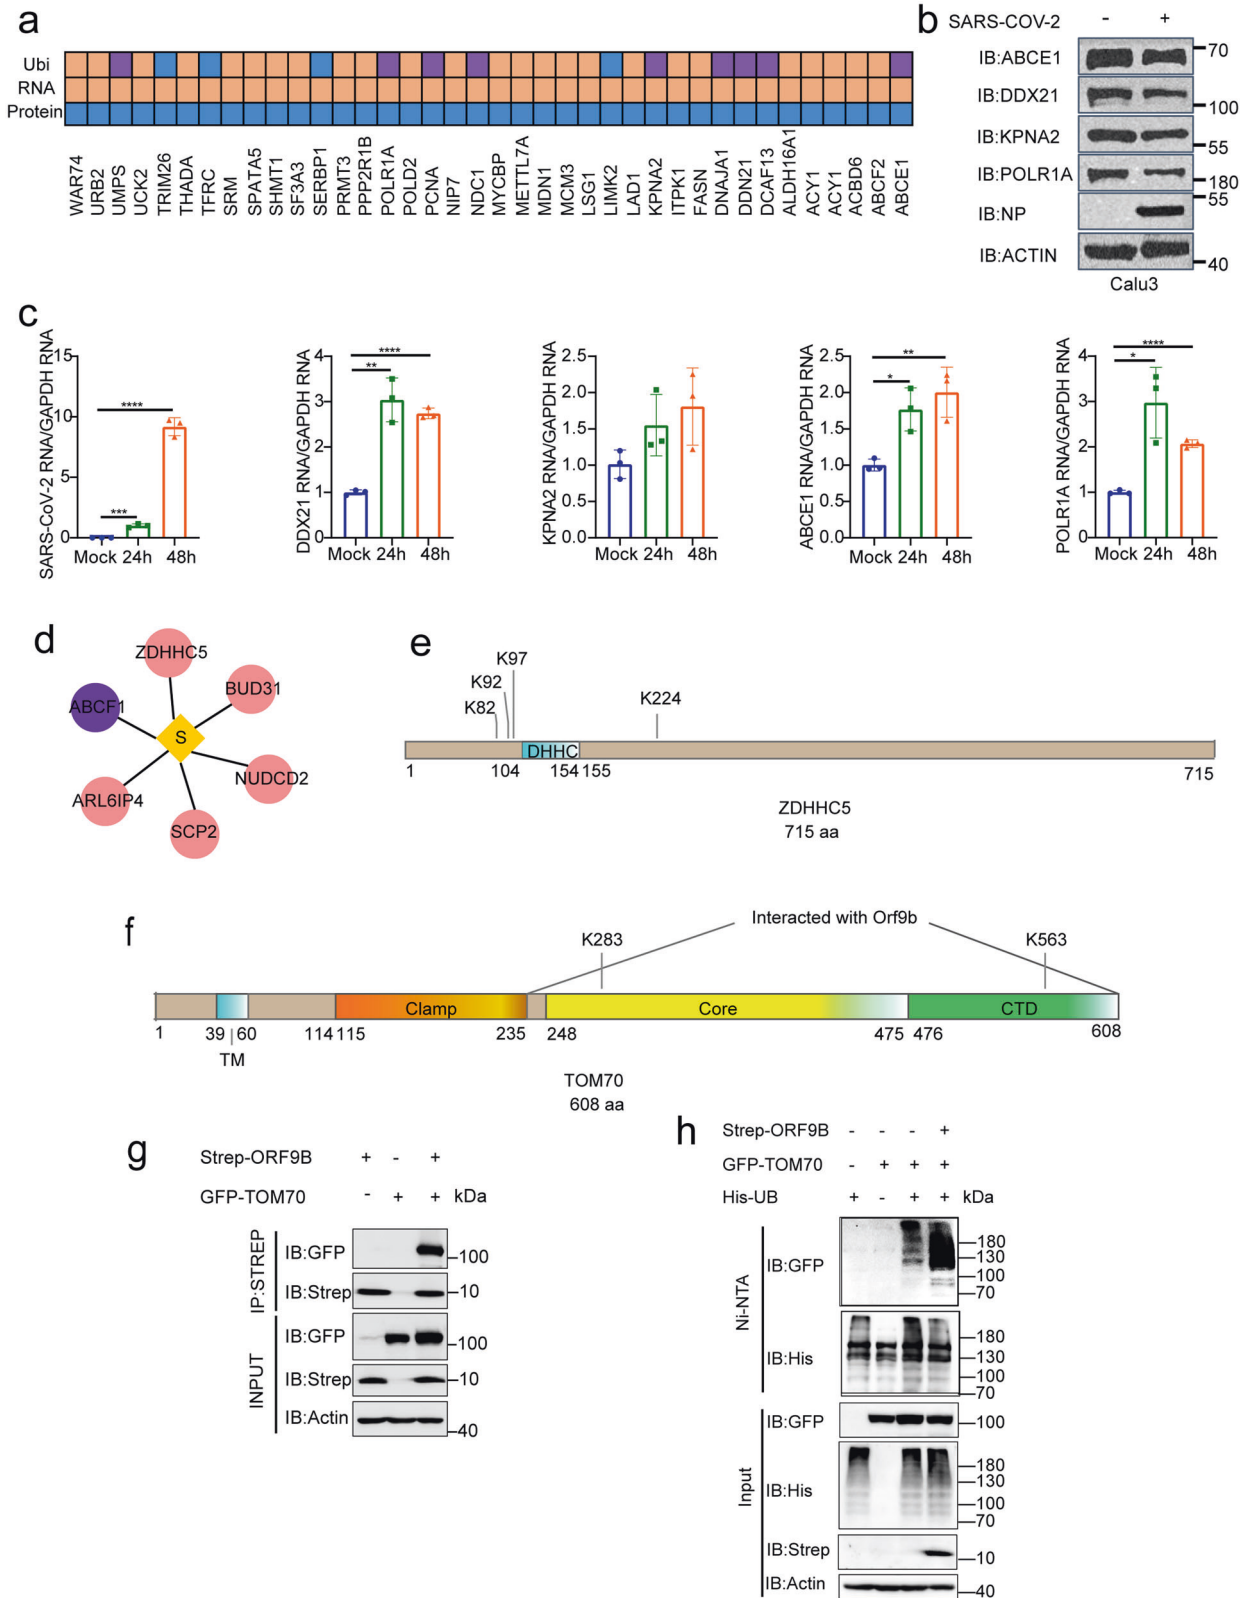 a
Ubi
RNA
Protein
WAR74 URB2 UMPS UCK2 TRIM26 THADA TFRC SRM SPATA5 SHMT1 SF3A3 SERBP1 PRMT3 PPP2R1B POLR1A POLD2 PCNA NIP7 NDC1 MYCBP METTL7A MDN1 MCM3 LSG1 LIMK2 LAD1 KPNA2 ITPK1 FASN DNAJA1 DDN21 DCAF13 ALDH16A1 ACY1 ACY1 ACBD6 ABCF2 ABCE1
b
SARS-COV-2 - +
IB:ABCE1 70
IB:DDX21 100
IB:KPNA2 55
IB:POLR1A 180
IB:NP 55
IB:ACTIN 40
Calu3
c
SARS-CoV-2 RNA/GAPDH RNA
15
10
5
0
****
***
Mock 24h 48h
DDX21 RNA/GAPDH RNA
4
3
2
1
0
****
**
Mock 24h 48h
KPNA2 RNA/GAPDH RNA
2.5
2.0
1.5
1.0
0.5
0.0
Mock 24h 48h
ABCE1 RNA/GAPDH RNA
2.5
2.0
1.5
1.0
0.5
0.0
**
*
Mock 24h 48h
POLR1A RNA/GAPDH RNA
4
3
2
1
0
****
*
Mock 24h 48h
d
ZDHHC5
BUD31
ABCF1
S
NUDCD2
ARL6IP4
SCP2
e
K97
K92
K82
K224
DHHC
1 104 154 155 715
ZDHHC5
715 aa
f
Interacted with Orf9b
K283 K563
Clamp Core CTD
1 39 60 114 115 235 248 475 476 608
TM
TOM70
608 aa
g
Strep-ORF9B + - +
GFP-TOM70 - + + kDa
IP:STREP
IB:GFP 100
IB:Strep 10
INPUT
IB:GFP 100
IB:Strep 10
IB:Actin 40
h
Strep-ORF9B - - - +
GFP-TOM70 - + + +
His-UB + - + + kDa
Ni-NTA
IB:GFP
180
130
100
70
IB:His
180
130
100
70
Input
IB:GFP 100
IB:His
180
130
100
70
IB:Strep 10
IB:Actin 40